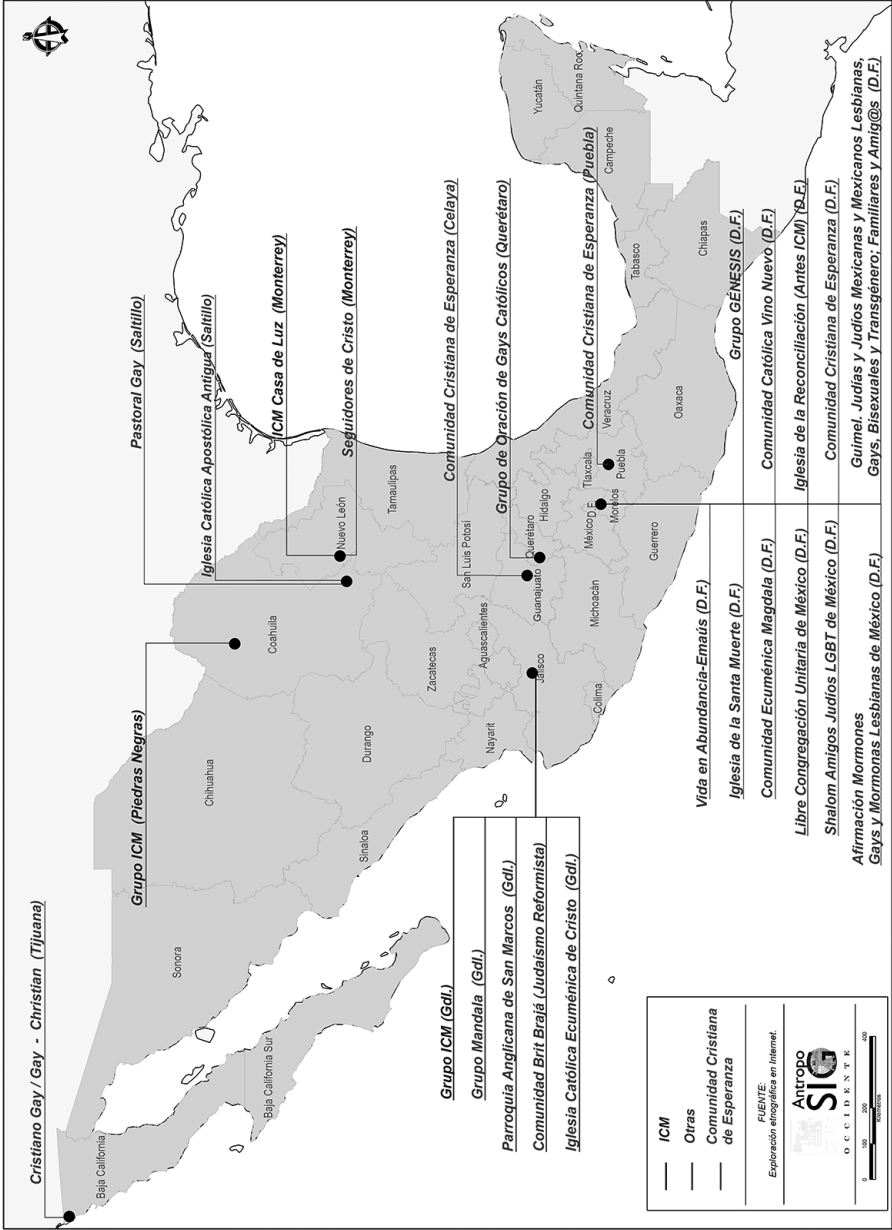 Cristiano Gay / Gay - Christian (Tijuana)
Grupo ICM (Piedras Negras)
Pastoral Gay (Saltillo)
Iglesia Católica Apostólica Antigua (Saltillo)
ICM Casa de Luz (Monterrey)
Seguidores de Cristo (Monterrey)
Comunidad Cristiana de Esperanza (Celaya)
Grupo de Oración de Gays Católicos (Querétaro)
Comunidad Cristiana de Esperanza (Puebla)
Baja California
Baja California Sur
Sonora
Chihuahua
Coahuila
Nuevo León
Tamaulipas
Sinaloa
Durango
Zacatecas
San Luis Potosí
Nayarit
Aguascalientes
Jalisco
Guanajuato
Querétaro
Hidalgo
Colima
Michoacán
México
D.F.
Morelos
Tlaxcala
Puebla
Veracruz
Guerrero
Oaxaca
Tabasco
Chiapas
Campeche
Yucatán
Quintana Roo
Grupo ICM (Gdl.)
Grupo Mandala (Gdl.)
Parroquia Anglicana de San Marcos (Gdl.)
Comunidad Brit Brajá (Judaísmo Reformista)
Iglesia Católica Ecuménica de Cristo (Gdl.)
Vida en Abundancia-Emaús (D.F.)
Iglesia de la Santa Muerte (D.F.)
Comunidad Ecuménica Magdala (D.F.)
Libre Congregación Unitaria de México (D.F.)
Shalom Amigos Judíos LGBT de México (D.F.)
Afirmación Mormones
Gays y Mormonas Lesbianas de México (D.F.)
Grupo GÉNESIS (D.F.)
Comunidad Católica Vino Nuevo (D.F.)
Iglesia de la Reconciliación (Antes ICM) (D.F.)
Comunidad Cristiana de Esperanza (D.F.)
Guimel. Judías y Judíos Mexicanas y Mexicanos Lesbianas,
Gays, Bisexuales y Transgénero; Familiares y Amig@s (D.F.)
ICM
Otras
Comunidad Cristiana
de Esperanza
FUENTE:
Exploración etnográfica en Internet.
Antropo
SIG
OCCIDENTE
0 100 200 400
Kilometros